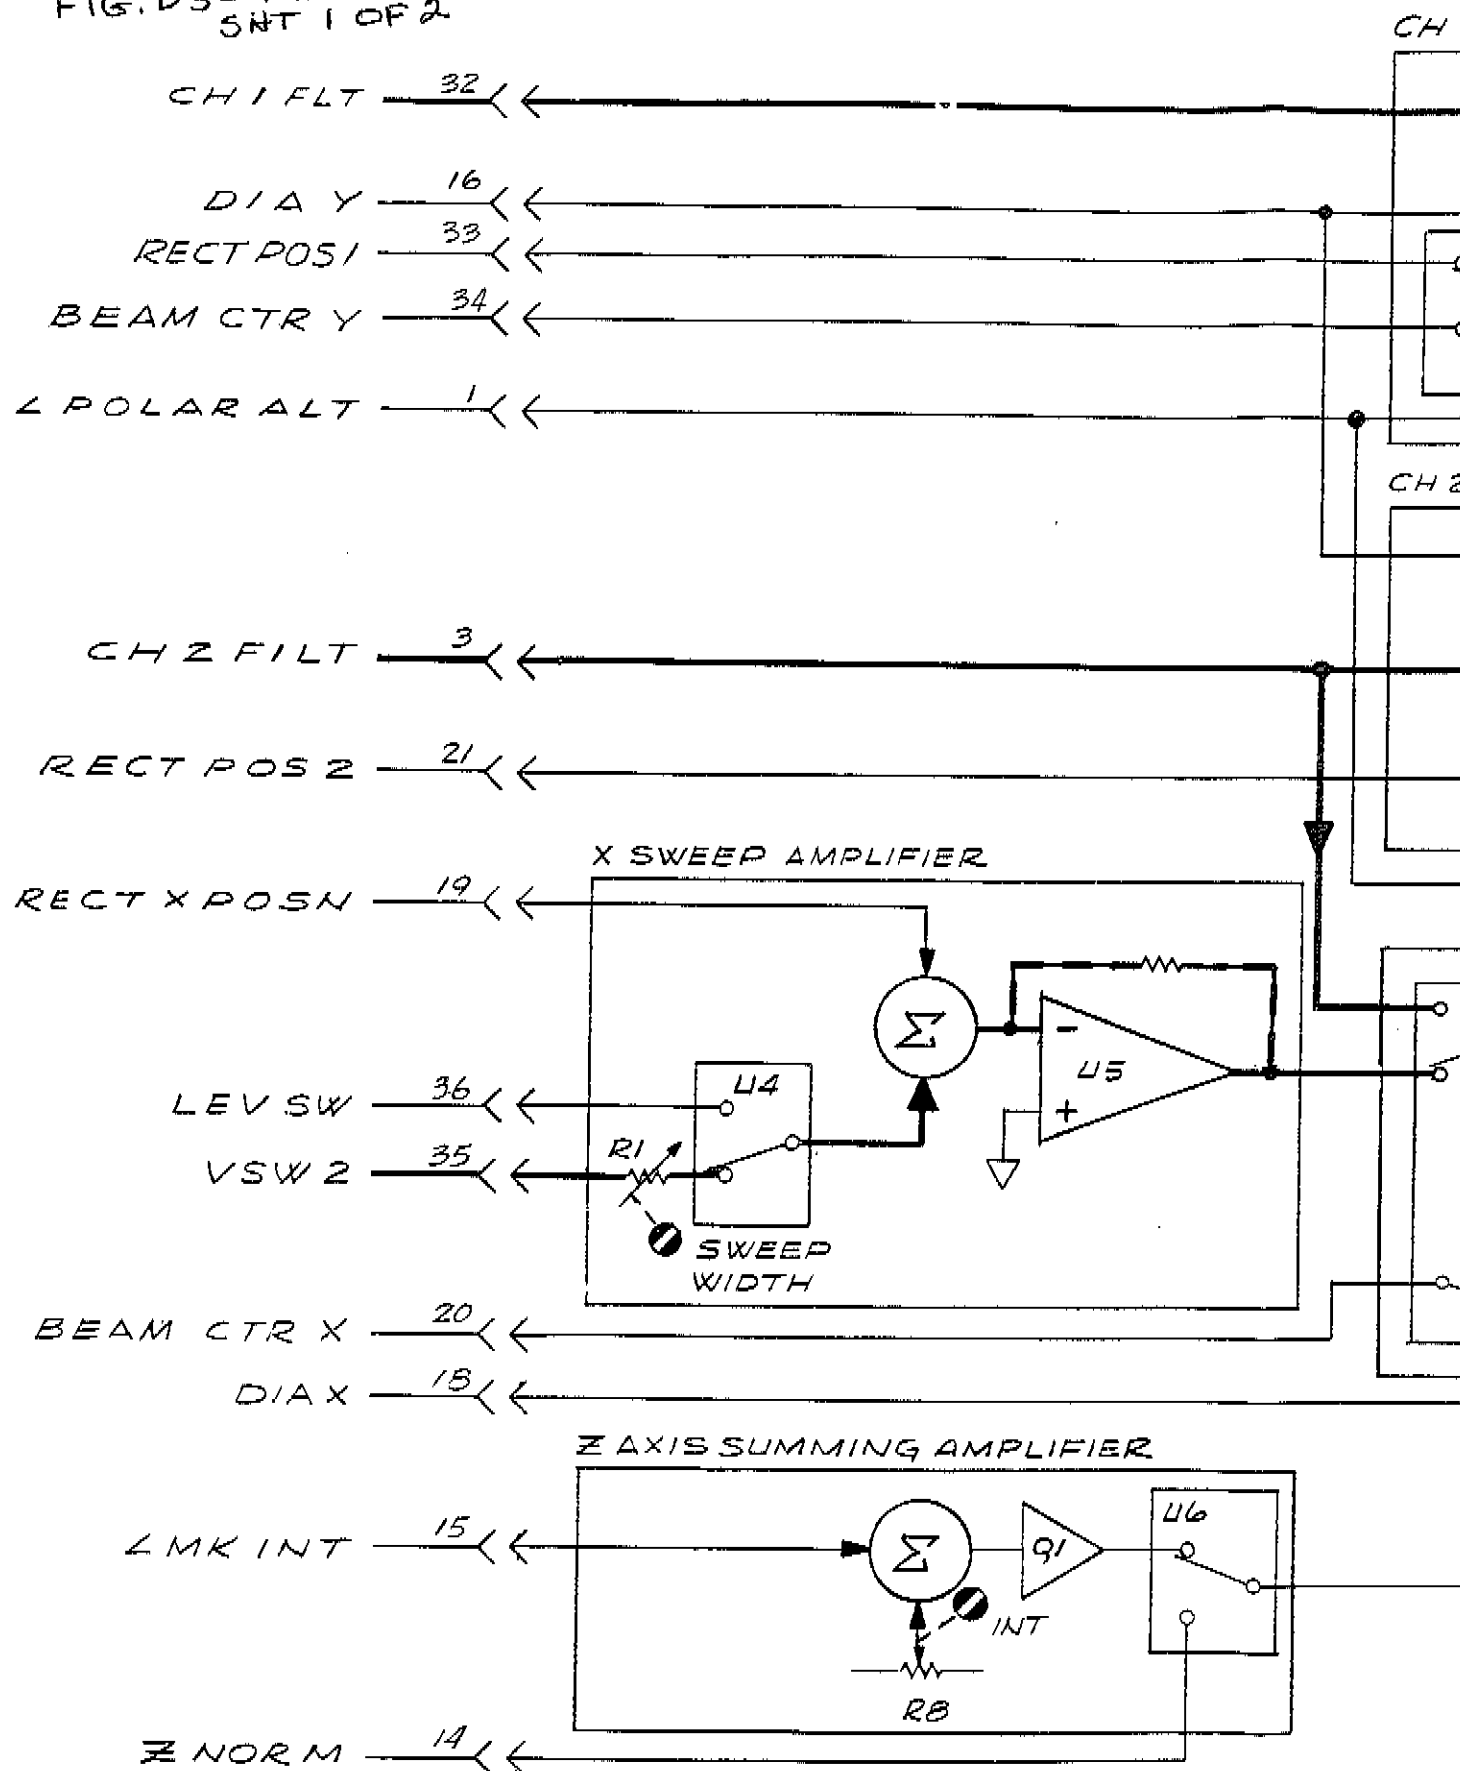 SHT 1 OF 2
CH
CH 1 FLT 32
DIA Y 16
RECT POS 1 33
BEAM CTR Y 34
∠ POLAR ALT 1
CH 2
CH 2 FILT 3
RECT POS 2 21
X SWEEP AMPLIFIER
RECT X POSN 19
Σ
−
U5
+
U4
LEV SW 36
R1
VSW 2 35
SWEEP
WIDTH
BEAM CTR X 20
DIA X 18
Z AXIS SUMMING AMPLIFIER
∠ MK INT 15
Σ
Q1
U6
INT
R8
Z NORM 14